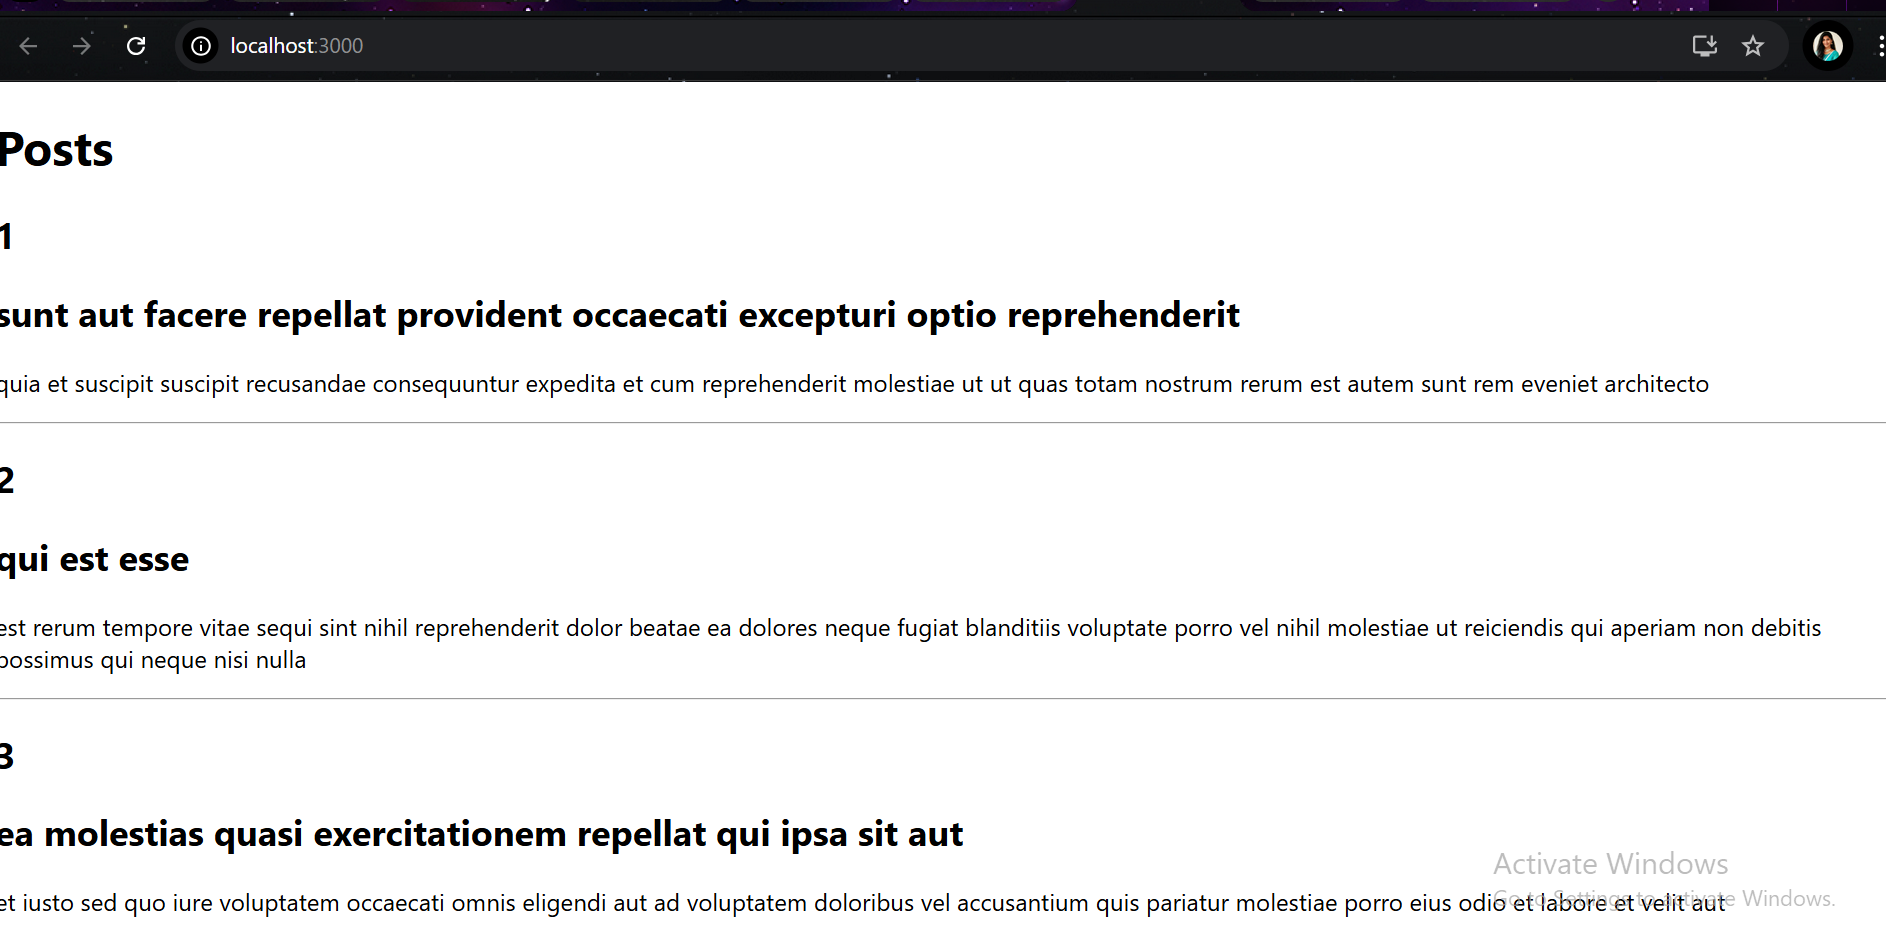 localhost:3000
Posts
1
sunt aut facere repellat provident occaecati excepturi optio reprehenderit
quia et suscipit suscipit recusandae consequuntur expedita et cum reprehenderit molestiae ut ut quas totam nostrum rerum est autem sunt rem eveniet architecto
2
qui est esse
est rerum tempore vitae sequi sint nihil reprehenderit dolor beatae ea dolores neque fugiat blanditiis voluptate porro vel nihil molestiae ut reiciendis qui aperiam non debitis
possimus qui neque nisi nulla
3
ea molestias quasi exercitationem repellat qui ipsa sit aut
et iusto sed quo iure voluptatem occaecati omnis eligendi aut ad voluptatem doloribus vel accusantium quis pariatur molestiae porro eius odio et labore et velit aut
Activate Windows
Go to Settings to activate Windows.